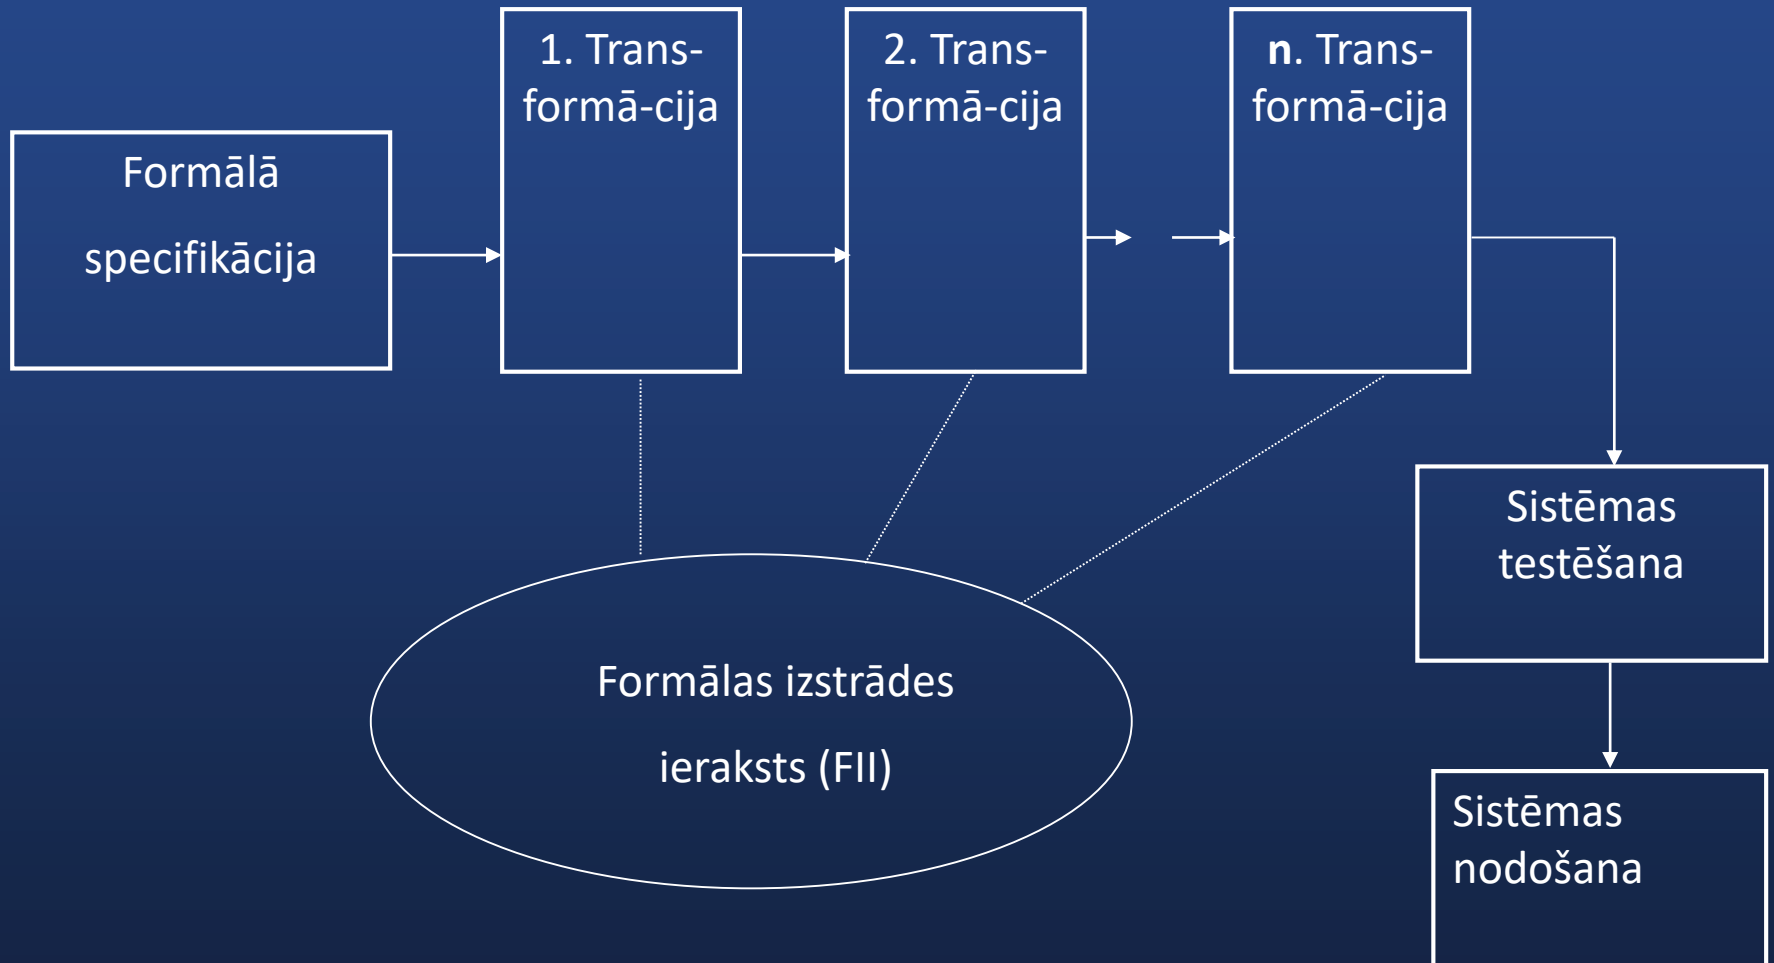 1. Trans-
formā-cija
2. Trans-
formā-cija
n. Trans-
formā-cija
Formālā
specifikācija
Sistēmas
testēšana
Formālas izstrādes
ieraksts (FII)
Sistēmas
nodošana